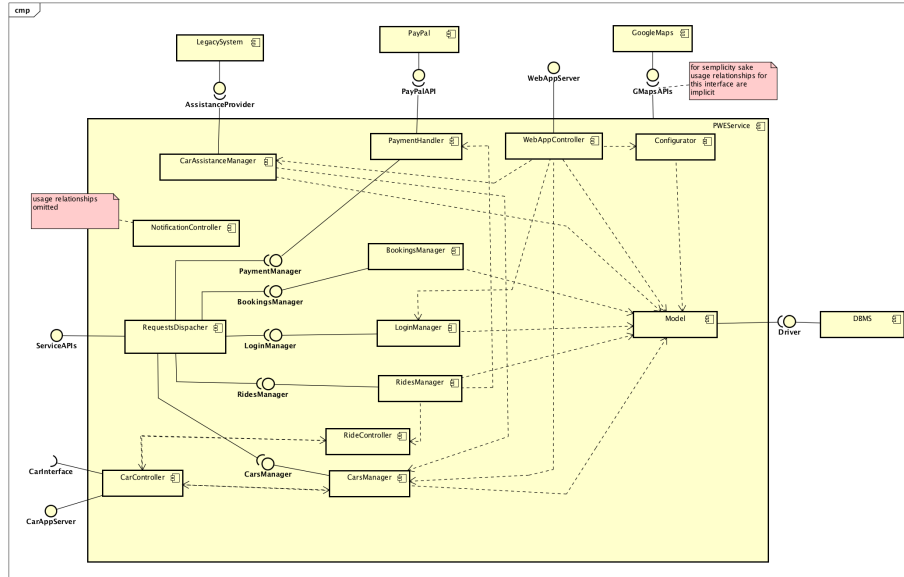 cmp
LegacySystem
PayPal
GoogleMaps
AssistanceProvider
PayPalAPI
WebAppServer
GMapsAPIs
for semplicity sake
usage relationships for
this interface are
implicit
PWEService
PaymentHandler
WebAppController
Configurator
CarAssistanceManager
usage relationships
omitted
NotificationController
PaymentManager
BookingsManager
BookingsManager
RequestsDispacher
LoginManager
LoginManager
Model
Driver
DBMS
ServiceAPIs
RidesManager
RidesManager
RideController
CarInterface
CarController
CarsManager
CarsManager
CarAppServer